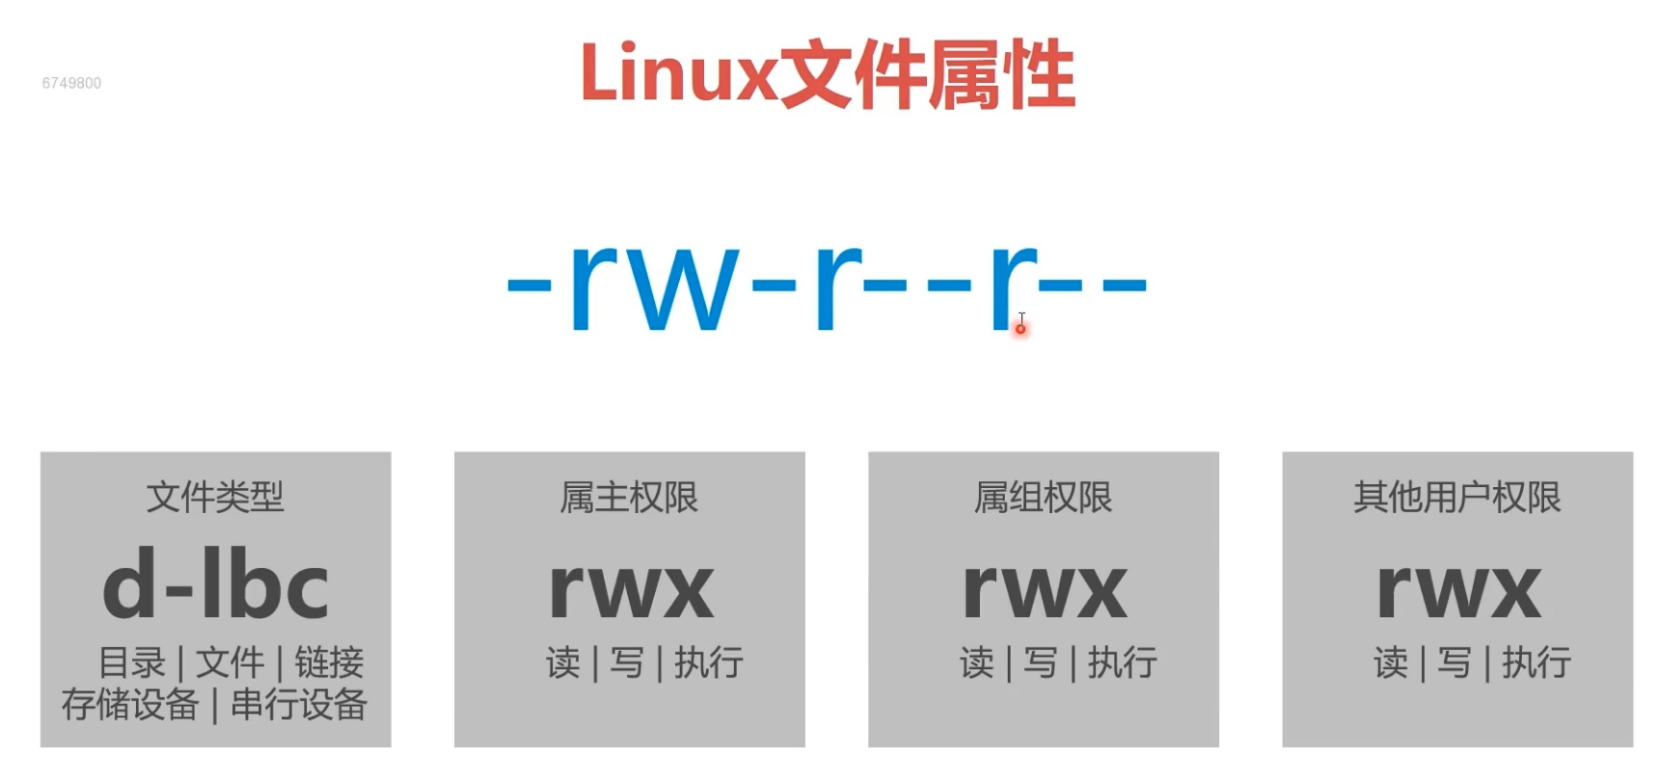 Linux文件属性
6749800
-rw-r--r--
文件类型
d-lbc
目录 | 文件 | 链接
存储设备 | 串行设备
属主权限
rwx
读 | 写 | 执行
属组权限
rwx
读 | 写 | 执行
其他用户权限
rwx
读 | 写 | 执行